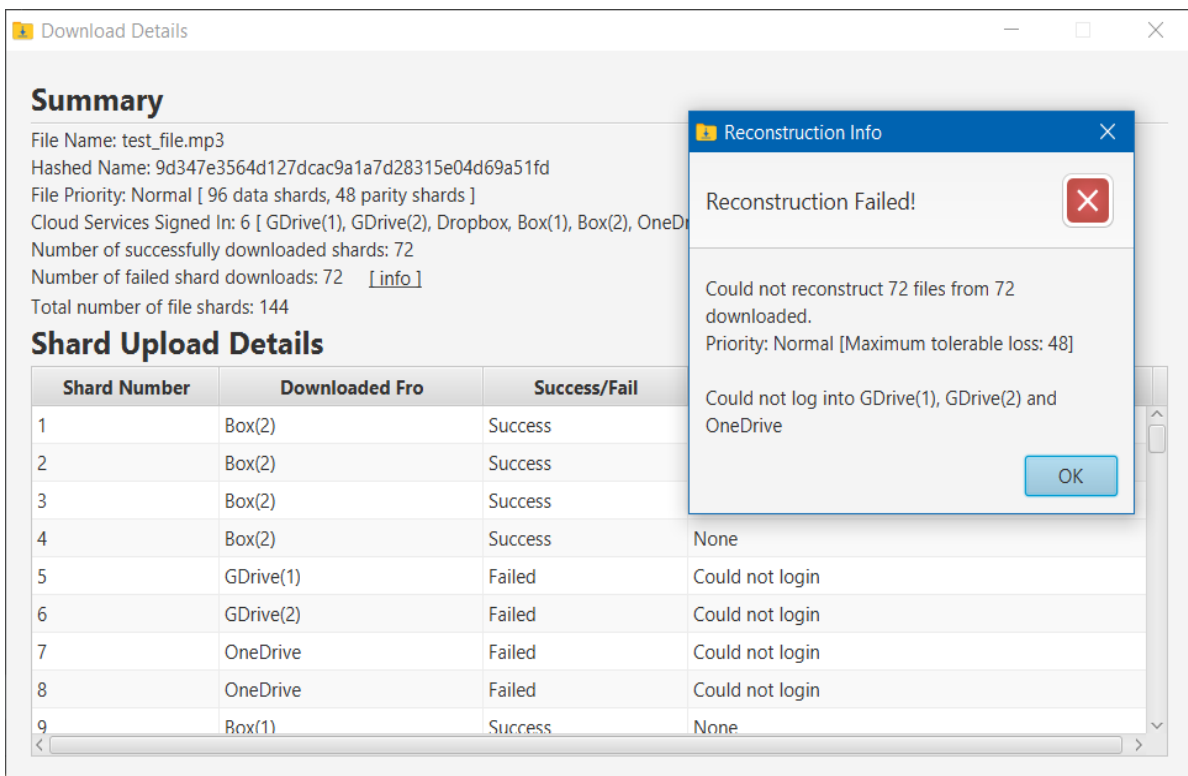 Download Details
Summary
File Name: test_file.mp3
Hashed Name: 9d347e3564d127dcac9a1a7d28315e04d69a51fd
File Priority: Normal [ 96 data shards, 48 parity shards ]
Cloud Services Signed In: 6 [ GDrive(1), GDrive(2), Dropbox, Box(1), Box(2), OneDr
Number of successfully downloaded shards: 72
Number of failed shard downloads: 72 [ info ]
Total number of file shards: 144
Shard Upload Details
Shard Number Downloaded Fro Success/Fail
1 Box(2) Success
2 Box(2) Success
3 Box(2) Success
4 Box(2) Success None
5 GDrive(1) Failed Could not login
6 GDrive(2) Failed Could not login
7 OneDrive Failed Could not login
8 OneDrive Failed Could not login
9 Box(1) Success None
Reconstruction Info
Reconstruction Failed!
Could not reconstruct 72 files from 72
downloaded.
Priority: Normal [Maximum tolerable loss: 48]
Could not log into GDrive(1), GDrive(2) and
OneDrive
OK